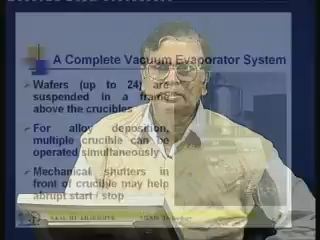 A Complete Vacuum Evaporator System
Wafers (up to 24) are
suspended in a frame
above the crucibles
For alloy deposition,
multiple crucible can be
operated simultaneously
Mechanical shutters in
front of crucible may help
abrupt start / stop